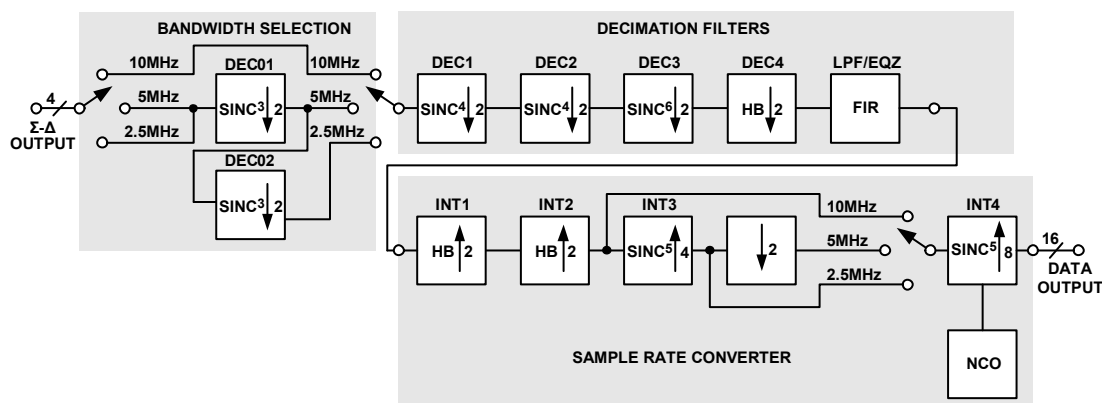 BANDWIDTH SELECTION
DECIMATION FILTERS
10MHz
DEC01
10MHz
DEC1
DEC2
DEC3
DEC4
LPF/EQZ
4
5MHz
SINC3
2
5MHz
SINC4
2
SINC4
2
SINC6
2
HB
2
FIR
Σ-Δ
OUTPUT
2.5MHz
2.5MHz
DEC02
SINC3
2
INT1
INT2
INT3
10MHz
INT4
HB
2
HB
2
SINC5
4
2
5MHz
SINC5
8
16
DATA
OUTPUT
2.5MHz
SAMPLE RATE CONVERTER
NCO